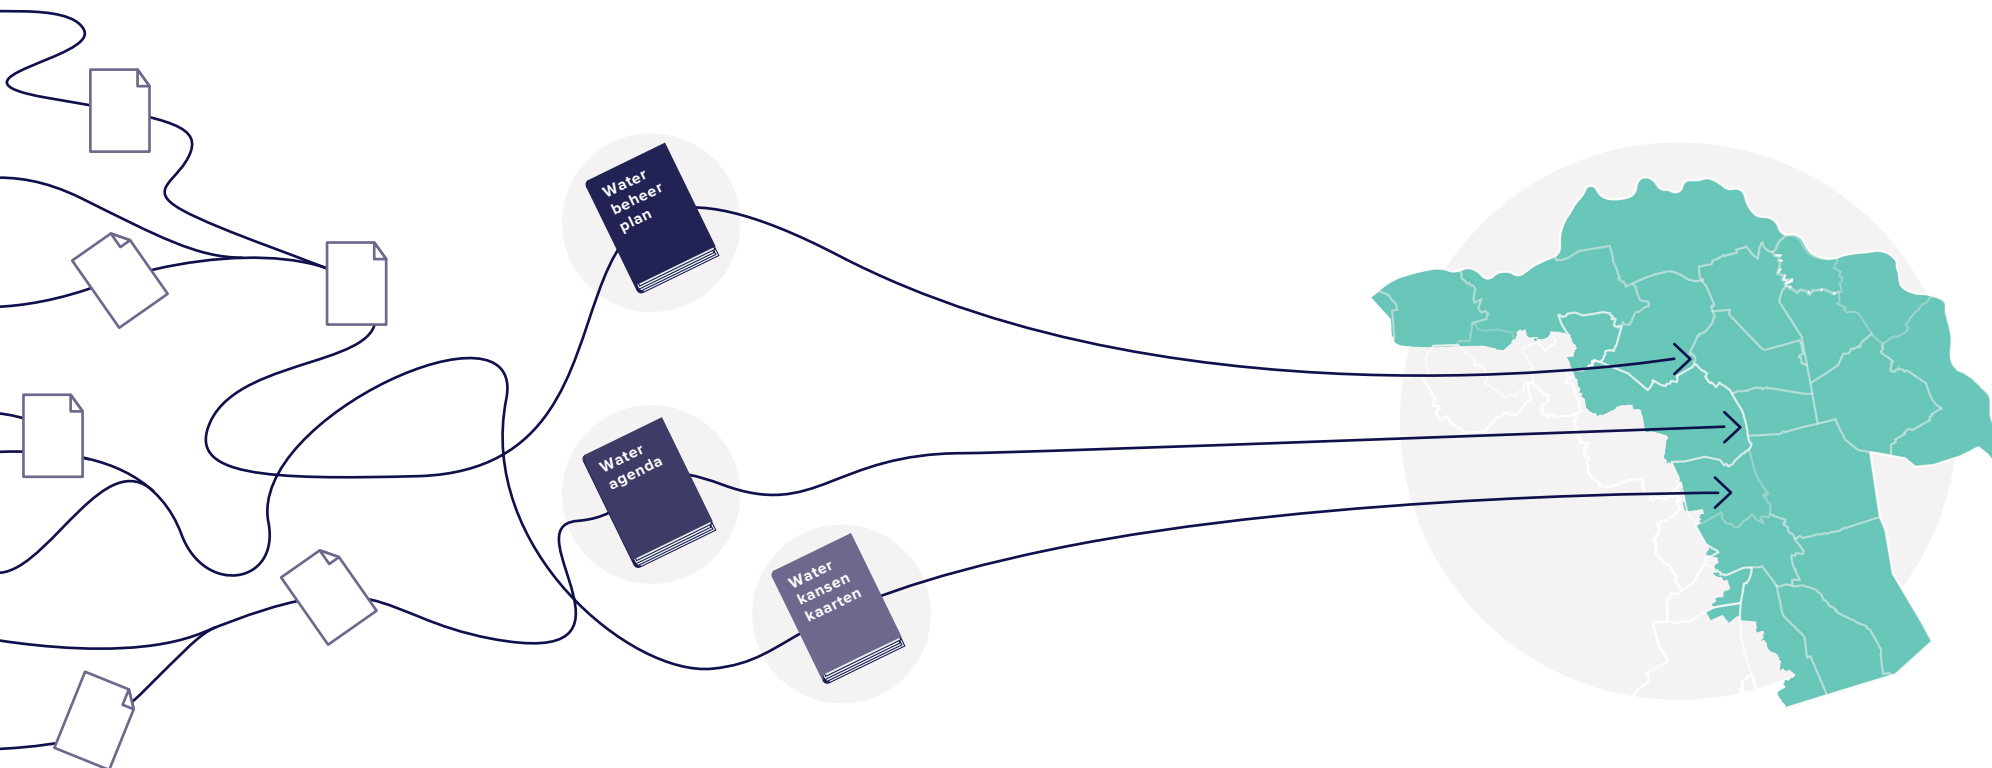 Water
beheer
plan
Water
agenda
Water
kansen
kaarten